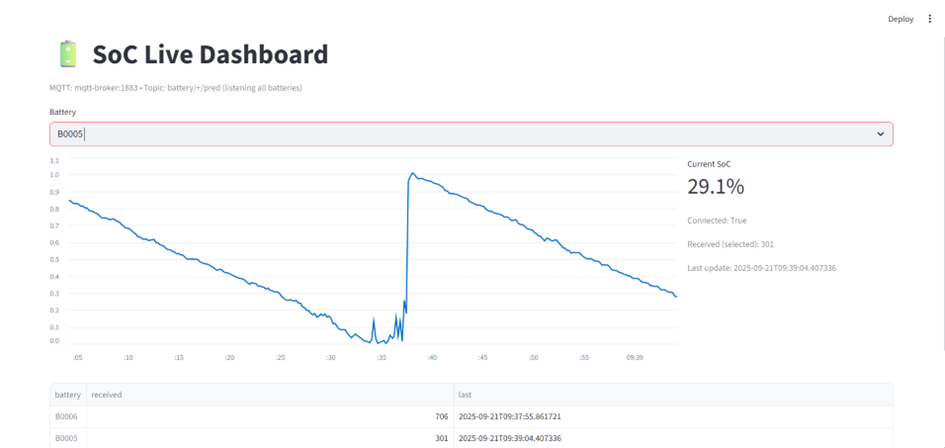 Deploy
SoC Live Dashboard
MQTT: mqtt-broker:1883 • Topic: battery/+/pred (listening all batteries)
Battery
B0005
1.1
1.0
0.9
0.8
0.7
0.6
0.5
0.4
0.3
0.2
0.1
0.0
:05 :10 :15 :20 :25 :30 :35 :40 :45 :50 :55 09:39
Current SoC
29.1%
Connected: True
Received (selected): 301
Last update: 2025-09-21T09:39:04.407336
battery received last
B0006 706 2025-09-21T09:37:55.861721
B0005 301 2025-09-21T09:39:04.407336